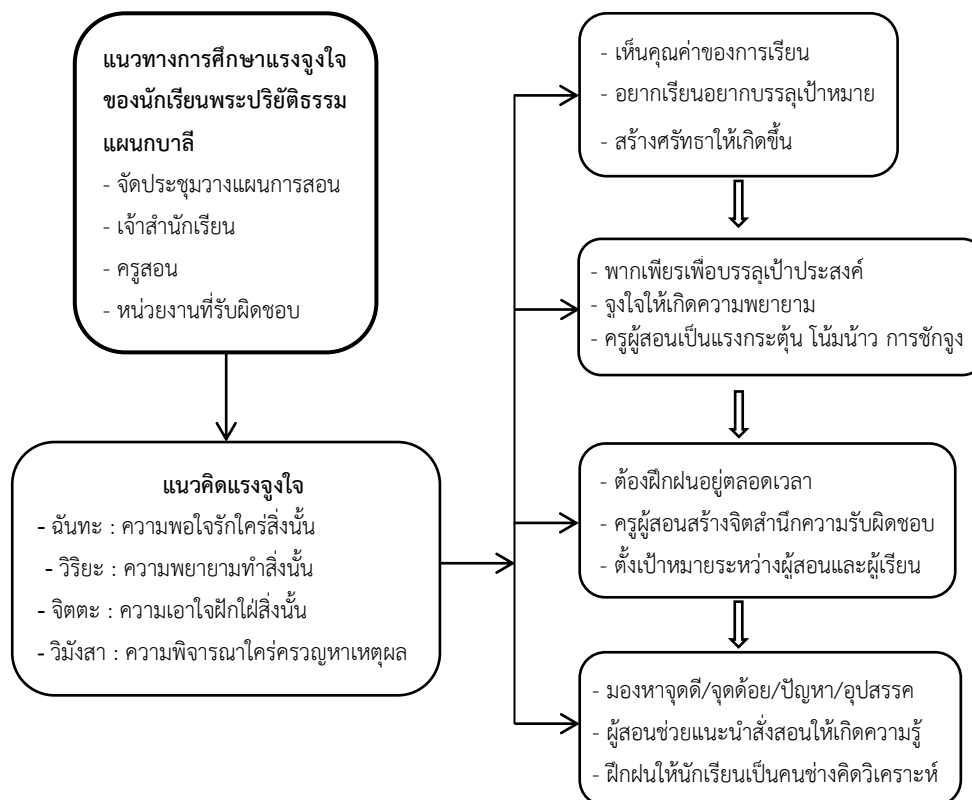 แนวทางการศึกษาแรงจูงใจ
ของนักเรียนพระปริยัติธรรม
แผนกบาลี
- จัดประชุมวางแผนการสอน
- เจ้าสำนักเรียน
- ครูสอน
- หน่วยงานที่รับผิดชอบ
แนวคิดแรงจูงใจ
- ฉันทะ : ความพอใจรักใคร่สิ่งนั้น
- วิริยะ : ความพยายามทำสิ่งนั้น
- จิตตะ : ความเอาใจฝักใฝ่สิ่งนั้น
- วิมังสา : ความพิจารณาใคร่ครวญหาเหตุผล
- เห็นคุณค่าของการเรียน
- อยากเรียนอยากบรรลุเป้าหมาย
- สร้างศรัทธาให้เกิดขึ้น
- พากเพียรเพื่อบรรลุเป้าประสงค์
- จูงใจให้เกิดความพยายาม
- ครูผู้สอนเป็นแรงกระตุ้น โน้มน้าว การชักจูง
- ต้องฝึกฝนอยู่ตลอดเวลา
- ครูผู้สอนสร้างจิตสำนึกความรับผิดชอบ
- ตั้งเป้าหมายระหว่างผู้สอนและผู้เรียน
- มองหาจุดดี/จุดด้อย/ปัญหา/อุปสรรค
- ผู้สอนช่วยแนะนำสั่งสอนให้เกิดความรู้
- ฝึกฝนให้นักเรียนเป็นคนช่างคิดวิเคราะห์